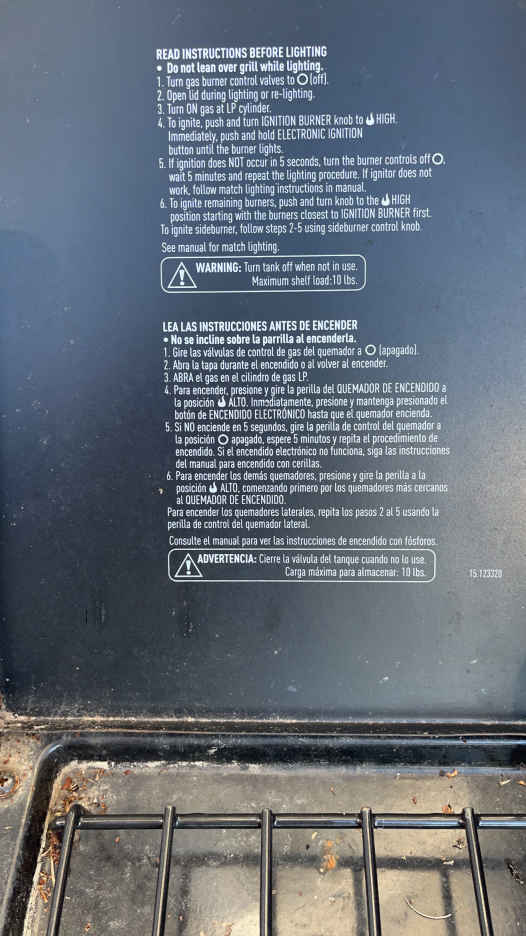 READ INSTRUCTIONS BEFORE LIGHTING
• Do not lean over grill while lighting.
1. Turn gas burner control valves to (off).
2. Open lid during lighting or re-lighting.
3. Turn ON gas at LP cylinder.
4. To ignite, push and turn IGNITION BURNER knob to HIGH.
Immediately, push and hold ELECTRONIC IGNITION
button until the burner lights.
5. If ignition does NOT occur in 5 seconds, turn the burner controls off,
wait 5 minutes and repeat the lighting procedure. If ignitor does not
work, follow match lighting instructions in manual.
6. To ignite remaining burners, push and turn knob to the HIGH
position starting with the burners closest to IGNITION BURNER first.
To ignite sideburner, follow steps 2-5 using sideburner control knob.
See manual for match lighting.
WARNING: Turn tank off when not in use.
Maximum shelf load:10 lbs.
LEA LAS INSTRUCCIONES ANTES DE ENCENDER
• No se incline sobre la parrilla al encenderla.
1. Gire las válvulas de control de gas del quemador a (apagado).
2. Abra la tapa durante el encendido o al volver al encender.
3. ABRA el gas en el cilindro de gas LP.
4. Para encender, presione y gire la perilla del QUEMADOR DE ENCENDIDO a
la posición ALTO. Inmediatamente, presione y mantenga presionado el
botón de ENCENDIDO ELECTRÓNICO hasta que el quemador encienda.
5. Si NO enciende en 5 segundos, gire la perilla de control del quemador a
la posición apagado, espere 5 minutos y repita el procedimiento de
encendido. Si el encendido electrónico no funciona, siga las instrucciones
del manual para encendido con cerillas.
6. Para encender los demás quemadores, presione y gire la perilla a la
posición ALTO, comenzando primero por los quemadores más cercanos
al QUEMADOR DE ENCENDIDO.
Para encender los quemadores laterales, repita los pasos 2 al 5 usando la
perilla de control del quemador lateral.
Consulte el manual para ver las instrucciones de encendido con fósforos.
ADVERTENCIA: Cierre la válvula del tanque cuando no lo use.
Carga máxima para almacenar: 10 lbs.
15.123320